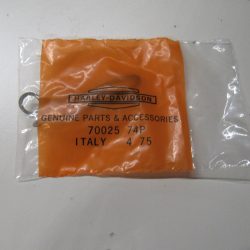 HARLEY-DAVIDSON
GENUINE PARTS & ACCESSORIES
70025 74P
ITALY 4 75